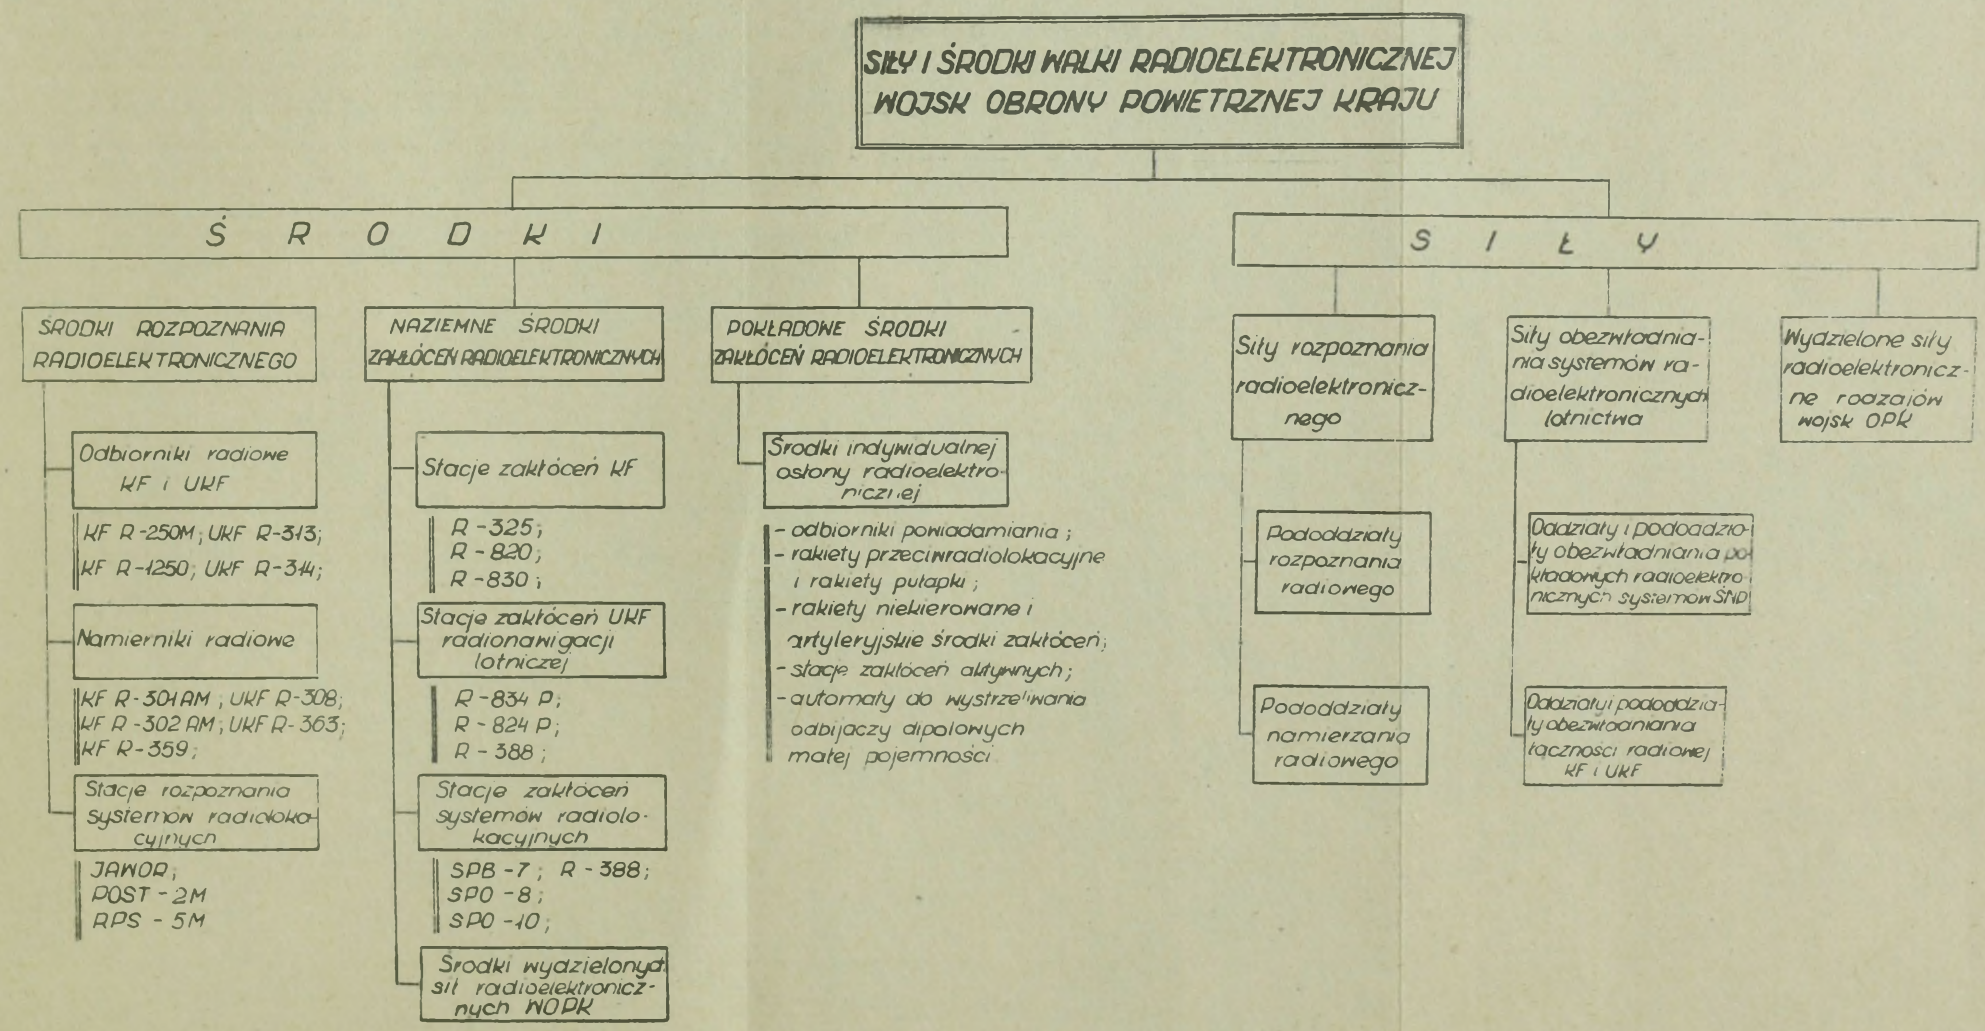 SIŁY I ŚRODKI WALKI RADIOELEKTRONICZNEJ
WOJSK OBRONY POWIETRZNEJ KRAJU
ŚRODKI
SIŁY
ŚRODKI ROZPOZNANIA
RADIOELEKTRONICZNEGO
Odbiorniki radiowe
KF i UKF
KF R-250M; UKF R-313;
KF R-1250; UKF R-314;
Namierniki radiowe
KF R-301AM; UKF R-308;
KF R-302AM; UKF R-363;
KF R-359;
Stacje rozpoznania
systemów radioloka-
cyjnych
JAWOR;
POST - 2M
RPS - 5M
NAZIEMNE ŚRODKI
ZAKŁÓCEŃ RADIOELEKTRONICZNYCH
Stacje zakłóceń KF
R-325;
R-820;
R-830;
Stacje zakłóceń UKF
radionawigacji
lotniczej
R-834 P;
R-824 P;
R-388;
Stacje zakłóceń
systemów radiolo-
kacyjnych
SPB-7; R-388;
SPO-8;
SPO-10;
Środki wydzielonych
sił radioelektronicz-
nych WOPK
POKŁADOWE ŚRODKI
ZAKŁÓCEŃ RADIOELEKTRONICZNYCH
Środki indywidualnej
osłony radioelektro-
nicznej
- odbiorniki powiadamiania;
- rakiety przeciwradiolokacyjne
i rakiety pułapki;
- rakiety niekierowane i
artyleryjskie środki zakłóceń;
- stacje zakłóceń aktywnych;
- automaty do wystrzeliwania
odbijaczy dipolowych
małej pojemności
Siły rozpoznania
radioelektronicz-
nego
Pododdziały
rozpoznania
radiowego
Pododdziały
namierzania
radiowego
Siły obezwładnia-
nia systemów ra-
dioelektronicznych
lotnictwa
Oddziały i pododdzia-
ły obezwładniania po-
kładowych radioelektro-
nicznych systemów ŚNP
Oddziały i pododdzia-
ły obezwładniania
łączności radiowej
KF i UKF
Wydzielone siły
radioelektronicz-
ne rodzajów
wojsk OPK